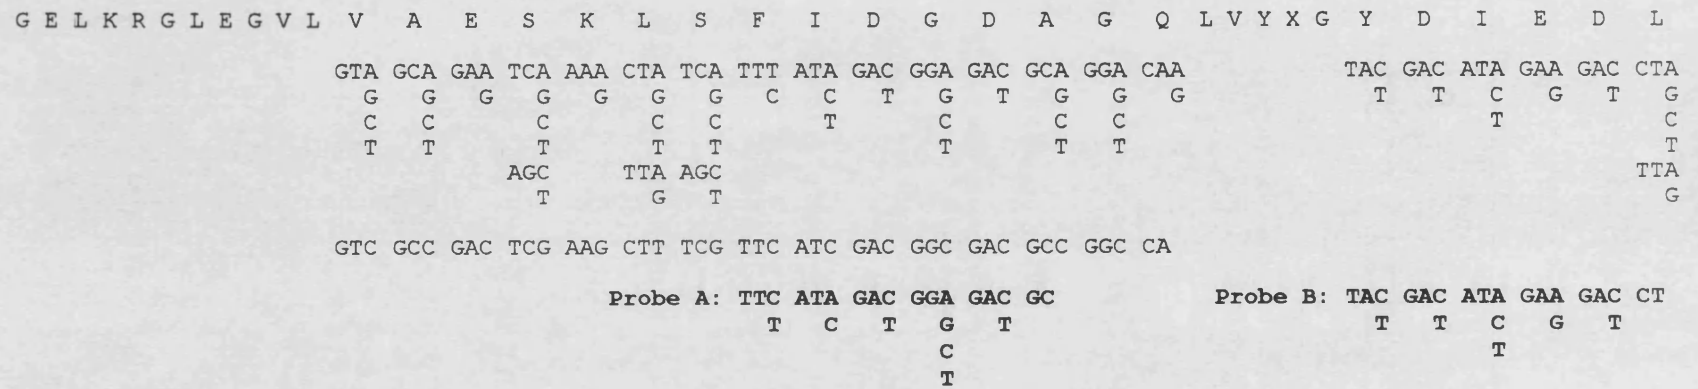 G E L K R G L E G V L V A E S K L S F I D G D A G Q L V Y X G Y D I E D L
GTA GCA GAA TCA AAA CTA TCA TTT ATA GAC GGA GAC GCA GGA CAA TAC GAC ATA GAA GAC CTA
G G G G G G G C C T G T G G G T T C G T G
C C C C C T C C C T C
T T T T T T T T T
AGC TTA AGC TTA
T G T G
GTC GCC GAC TCG AAG CTT TCG TTC ATC GAC GGC GAC GCC GGC CA
Probe A: TTC ATA GAC GGA GAC GC Probe B: TAC GAC ATA GAA GAC CT
T C T G T T T C G T
C T
T